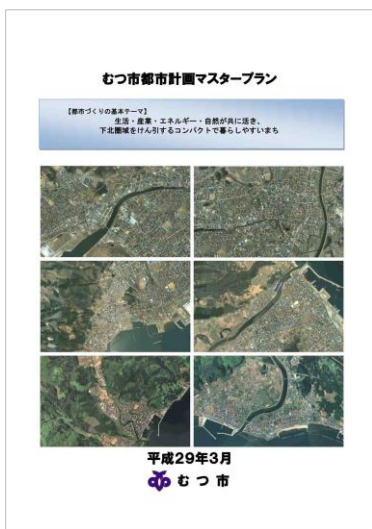 むつ市都市計画マスタープラン
【都市づくりの基本テーマ】
生活・産業・エネルギー・自然が共に活き、
下北圏域をけん引するコンパクトで暮らしやすいまち
平成29年3月
むつ市